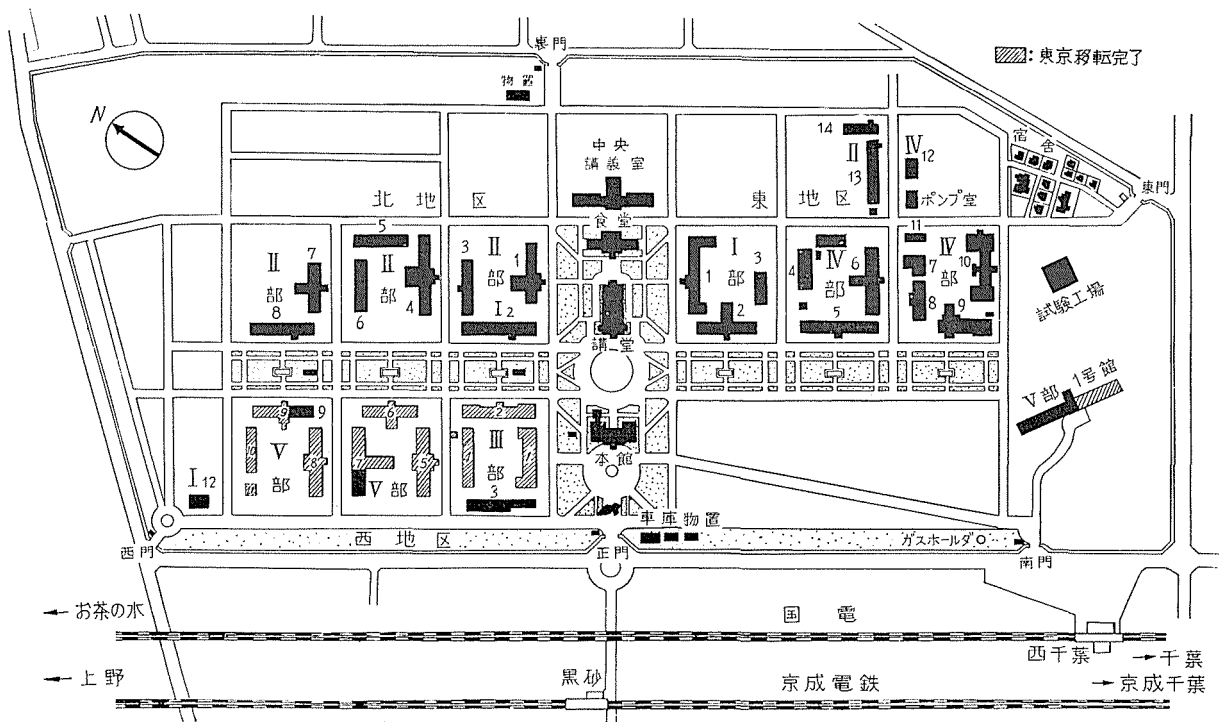 裏門
:東京移転完了
物置
N
14
Ⅳ
12
宿舎
中央
講義室
Ⅱ
13
北地区
東地区
ポンプ室
東門
食堂
5
7
Ⅱ
部
8
Ⅱ
部
6
4
3
Ⅱ
部
1
Ⅰ2
Ⅰ
部
1
3
2
4
Ⅳ
部
6
5
11
Ⅳ
部
7
10
8
9
試験工場
講堂
Ⅴ部
1号館
9
9
6
2
Ⅴ
部
10
8
11
7
Ⅴ
部
5
Ⅲ
部
1
3
本館
Ⅰ12
車庫
物置
西門
西地区
正門
ガスホールダ
南門
← お茶の水
国電
西千葉
→ 千葉
← 上野
黒砂
京成電鉄
→ 京成千葉